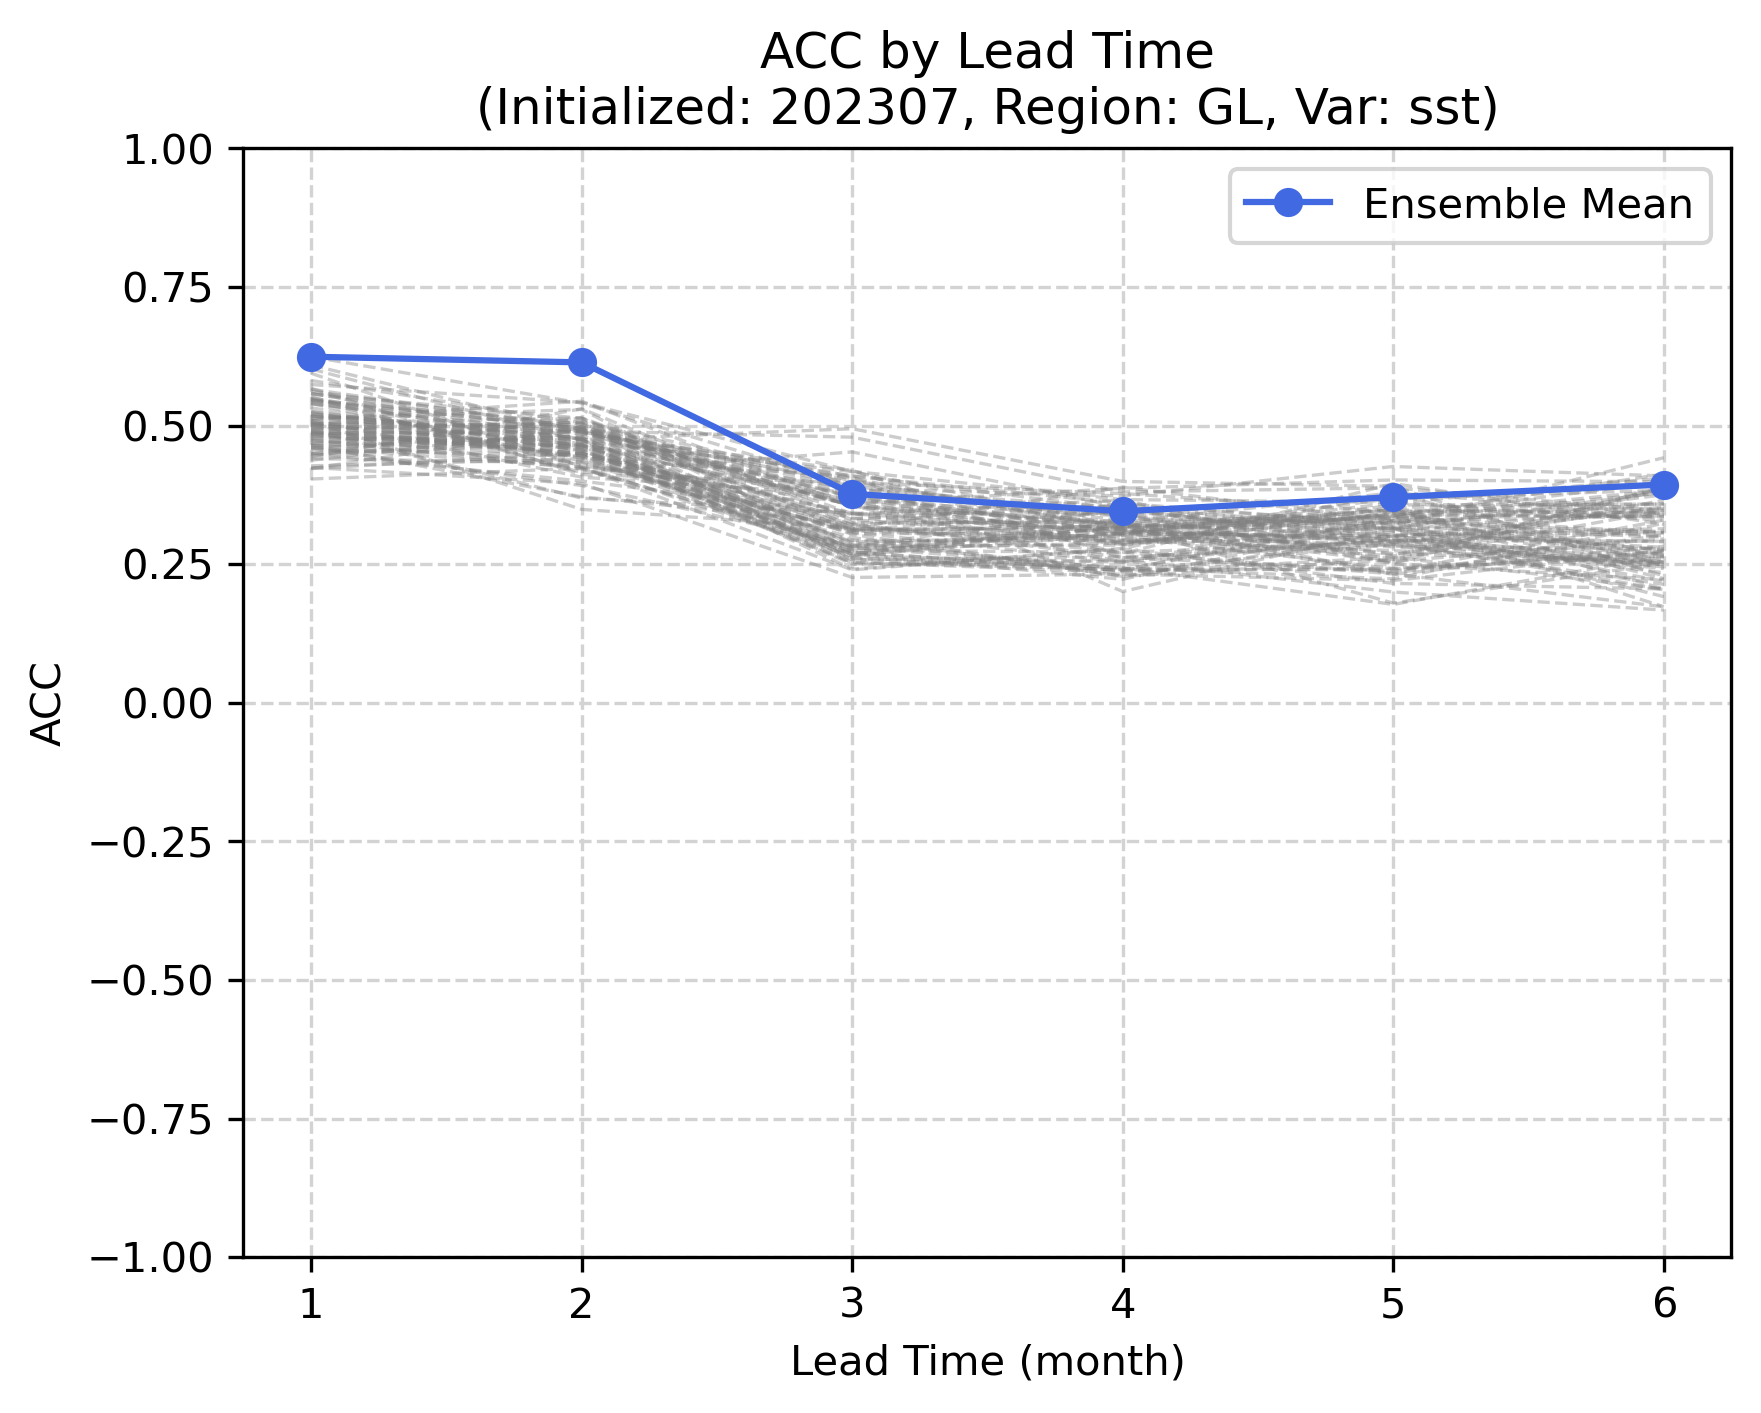 ACC by Lead Time
(Initialized: 202307, Region: GL, Var: sst)
Ensemble Mean
1.00
0.75
0.50
0.25
0.00
−0.25
−0.50
−0.75
−1.00
ACC
1 2 3 4 5 6
Lead Time (month)